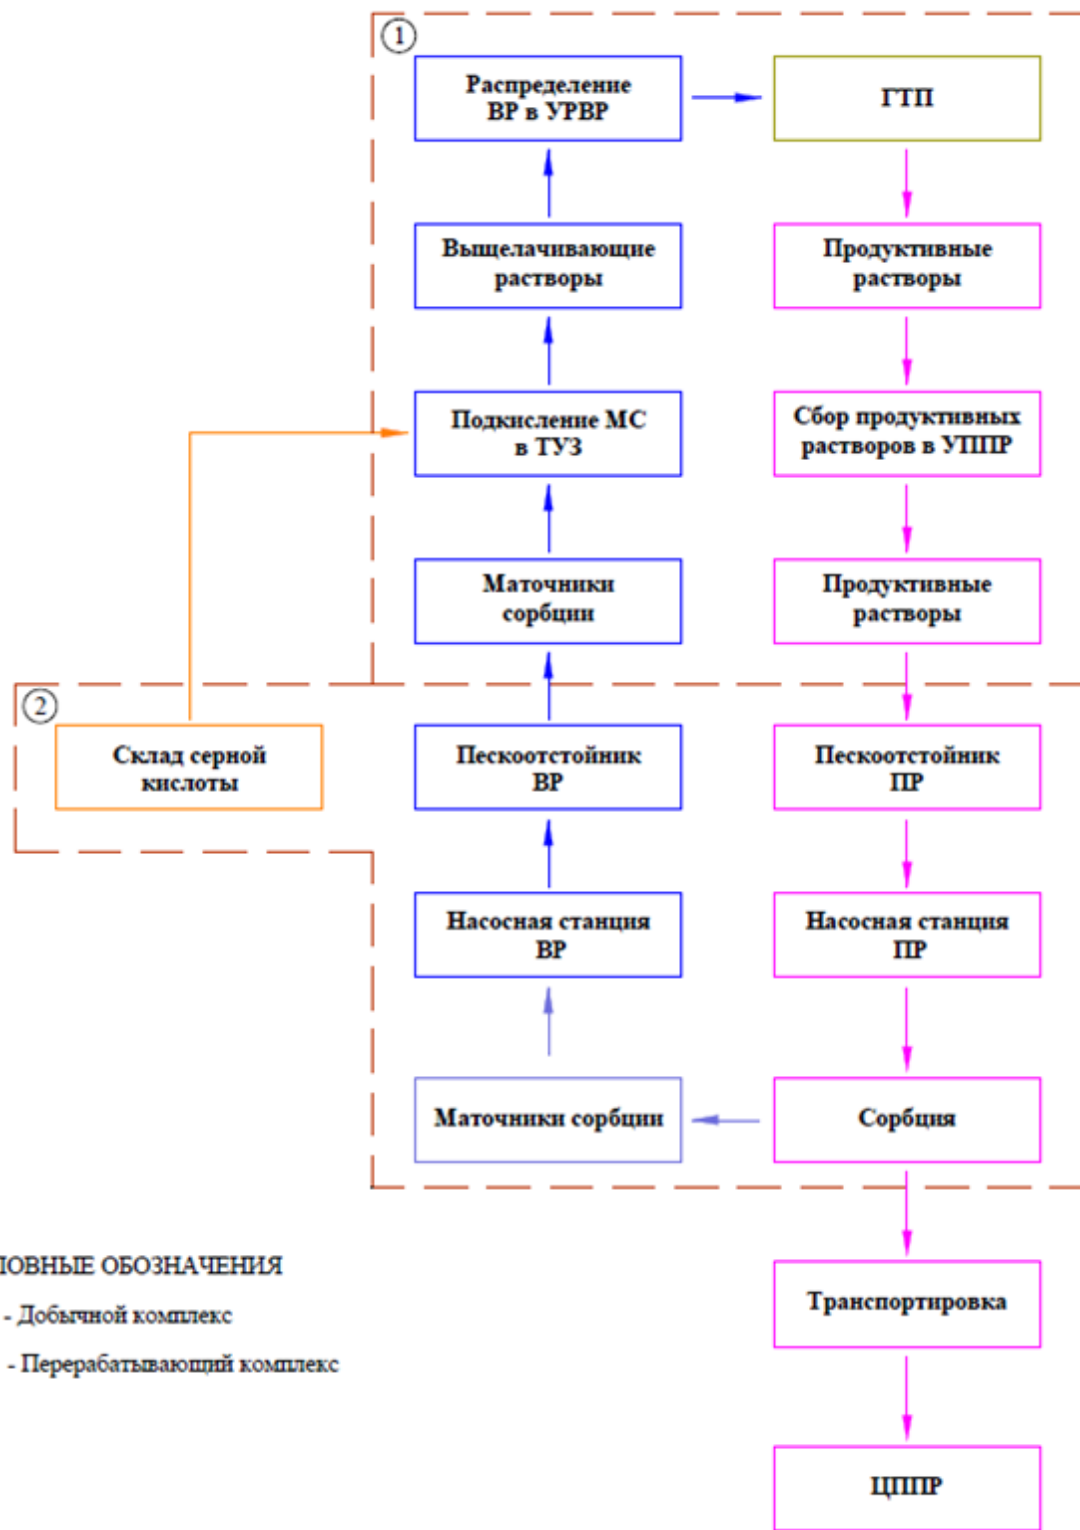 1
Распределение
ВР в УРВР
ГТП
Выщелачивающие
растворы
Продуктивные
растворы
Подкисление МС
в ТУЗ
Сбор продуктивных
растворов в УППР
Маточники
сорбции
Продуктивные
растворы
2
Склад серной
кислоты
Пескоотстойник
ВР
Пескоотстойник
ПР
Насосная станция
ВР
Насосная станция
ПР
Маточники сорбции
Сорбция
ЛОВНЫЕ ОБОЗНАЧЕНИЯ
- Добычной комплекс
- Перерабатывающий комплекс
Транспортировка
ЦППР